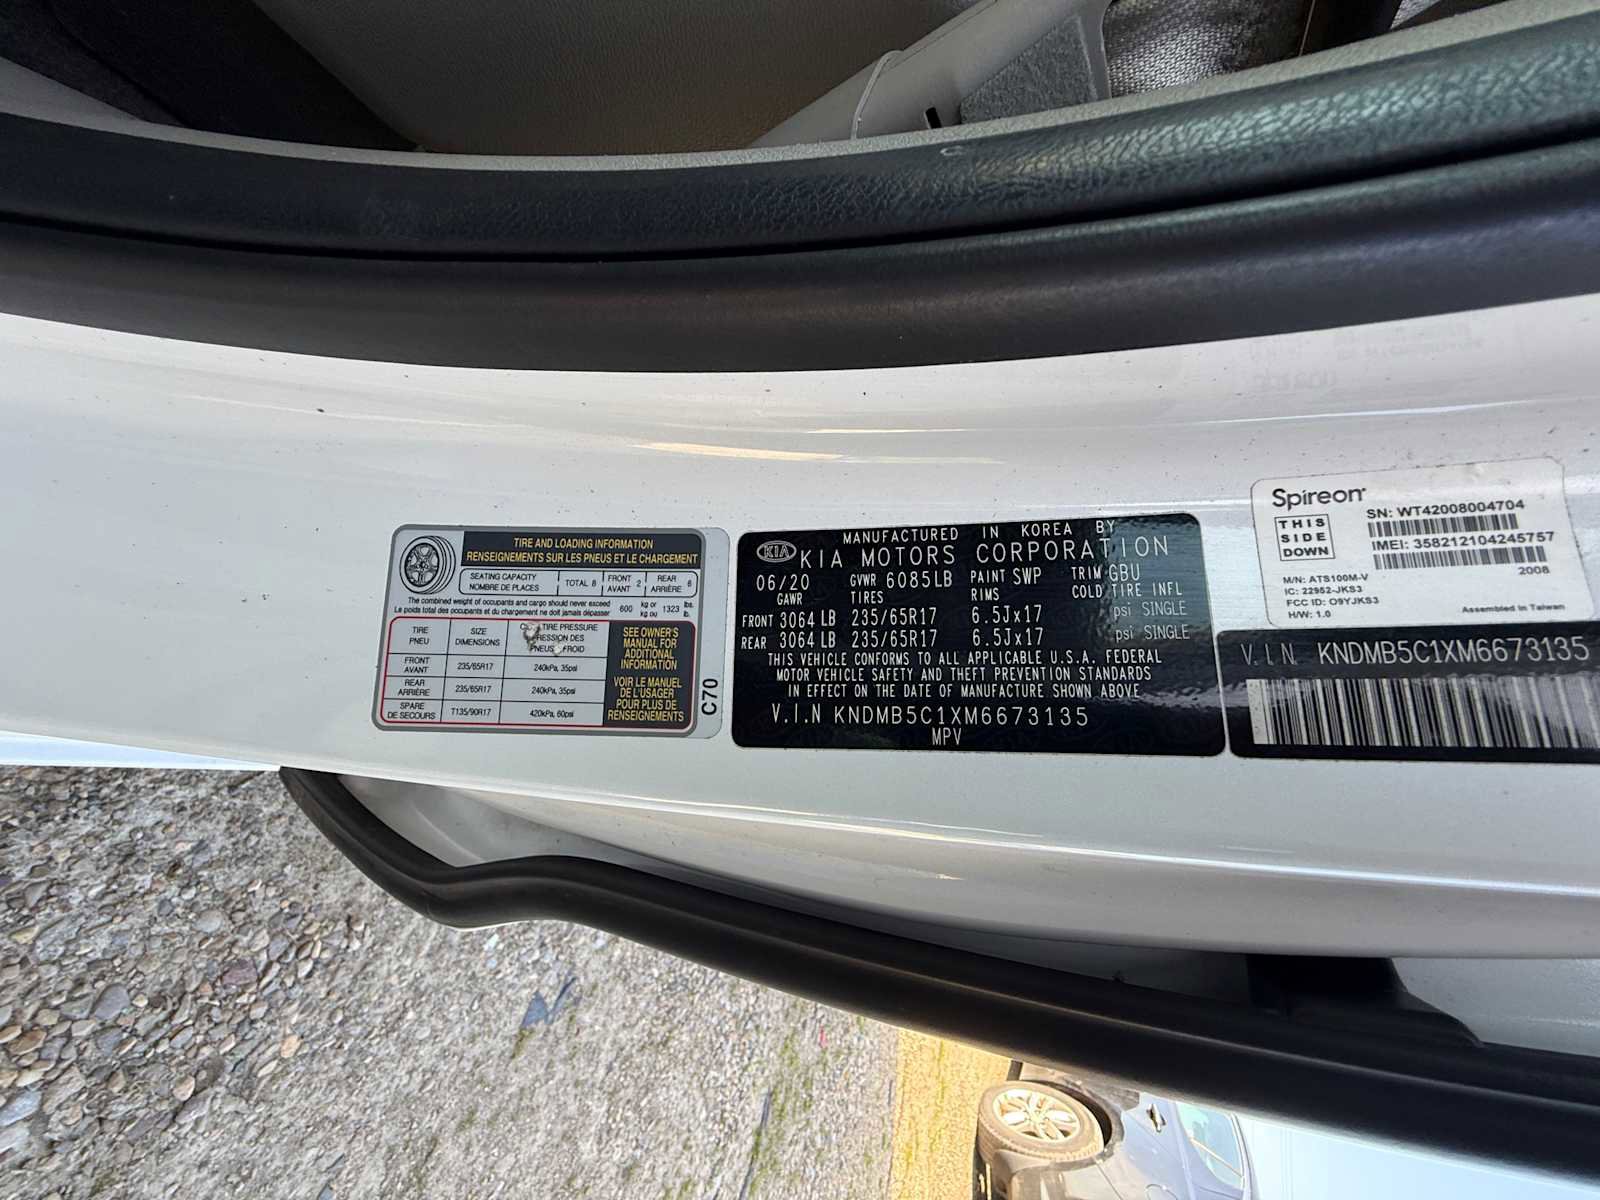 TIRE AND LOADING INFORMATION
RENSEIGNEMENTS SUR LES PNEUS ET LE CHARGEMENT
SEATING CAPACITY
NOMBRE DE PLACES
TOTAL 8
FRONT
AVANT
2
REAR
ARRIÈRE
6
The combined weight of occupants and cargo should never exceed
Le poids total des occupants et du chargement ne doit jamais dépasser
600
kg or
kg ou
1323
lbs.
lb.
TIRE
PNEU
SIZE
DIMENSIONS
TIRE PRESSURE
PRESSION DES
PNEUS FROID
FRONT
AVANT
235/65R17
240kPa, 35psi
REAR
ARRIÈRE
235/65R17
240kPa, 35psi
SPARE
DE SECOURS
T135/90R17
420kPa, 60psi
SEE OWNER'S
MANUAL FOR
ADDITIONAL
INFORMATION
VOIR LE MANUEL
DE L'USAGER
POUR PLUS DE
RENSEIGNEMENTS
C70
MANUFACTURED IN KOREA BY
KIA KIA MOTORS CORPORATION
06/20 GVWR 6085LB PAINT SWP TRIM GBU
GAWR TIRES RIMS COLD TIRE INFL
FRONT 3064 LB 235/65R17 6.5Jx17 psi SINGLE
REAR 3064 LB 235/65R17 6.5Jx17 psi SINGLE
THIS VEHICLE CONFORMS TO ALL APPLICABLE U.S.A. FEDERAL
MOTOR VEHICLE SAFETY AND THEFT PREVENTION STANDARDS
IN EFFECT ON THE DATE OF MANUFACTURE SHOWN ABOVE
V.I.N KNDMB5C1XM6673135
MPV
Spireon
THIS
SIDE
DOWN
SN: WT42008004704
IMEI: 358212104245757
2008
M/N: ATS100M-V
IC: 22952-JKS3
FCC ID: O9YJKS3
H/W: 1.0
Assembled in Taiwan
V.I.N. KNDMB5C1XM6673135